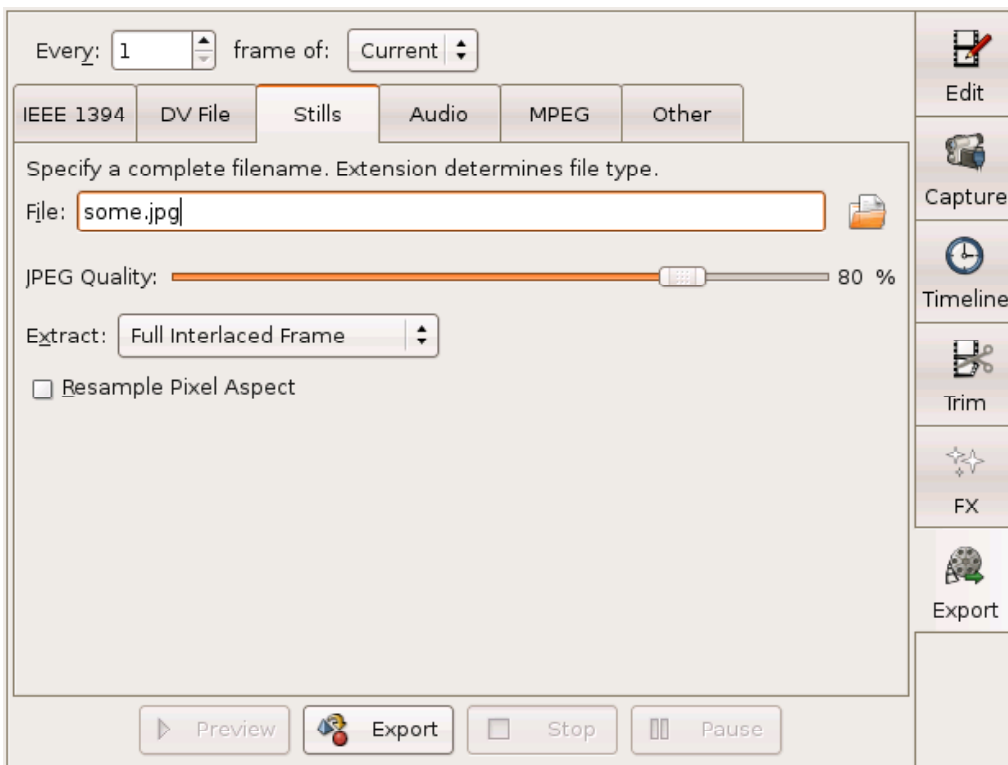 Every: 1 frame of: Current
IEEE 1394 DV File Stills Audio MPEG Other
Specify a complete filename. Extension determines file type.
File: some.jpg
JPEG Quality: 80 %
Extract: Full Interlaced Frame
Resample Pixel Aspect
Preview Export Stop Pause
Edit
Capture
Timeline
Trim
FX
Export